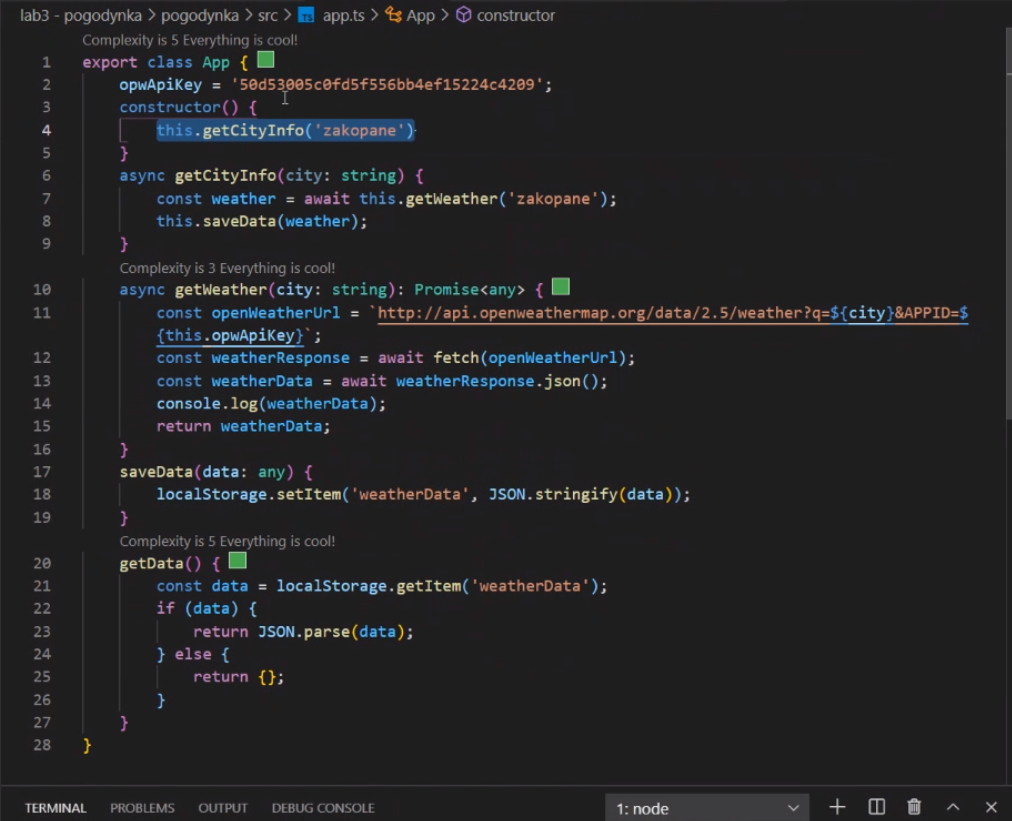 lab3 - pogodynka > pogodynka > src > TS app.ts > App > constructor
Complexity is 5 Everything is cool!
1 export class App {
2 opwApiKey = '50d53005c0fd5f556bb4ef15224c4209';
3 constructor() {
4 this.getCityInfo('zakopane')
5 }
6 async getCityInfo(city: string) {
7 const weather = await this.getWeather('zakopane');
8 this.saveData(weather);
9 }
Complexity is 3 Everything is cool!
10 async getWeather(city: string): Promise<any> {
11 const openWeatherUrl = `http://api.openweathermap.org/data/2.5/weather?q=${city}&APPID=$
{this.opwApiKey}`;
12 const weatherResponse = await fetch(openWeatherUrl);
13 const weatherData = await weatherResponse.json();
14 console.log(weatherData);
15 return weatherData;
16 }
17 saveData(data: any) {
18 localStorage.setItem('weatherData', JSON.stringify(data));
19 }
Complexity is 5 Everything is cool!
20 getData() {
21 const data = localStorage.getItem('weatherData');
22 if (data) {
23 return JSON.parse(data);
24 } else {
25 return {};
26 }
27 }
28 }
TERMINAL PROBLEMS OUTPUT DEBUG CONSOLE 1: node